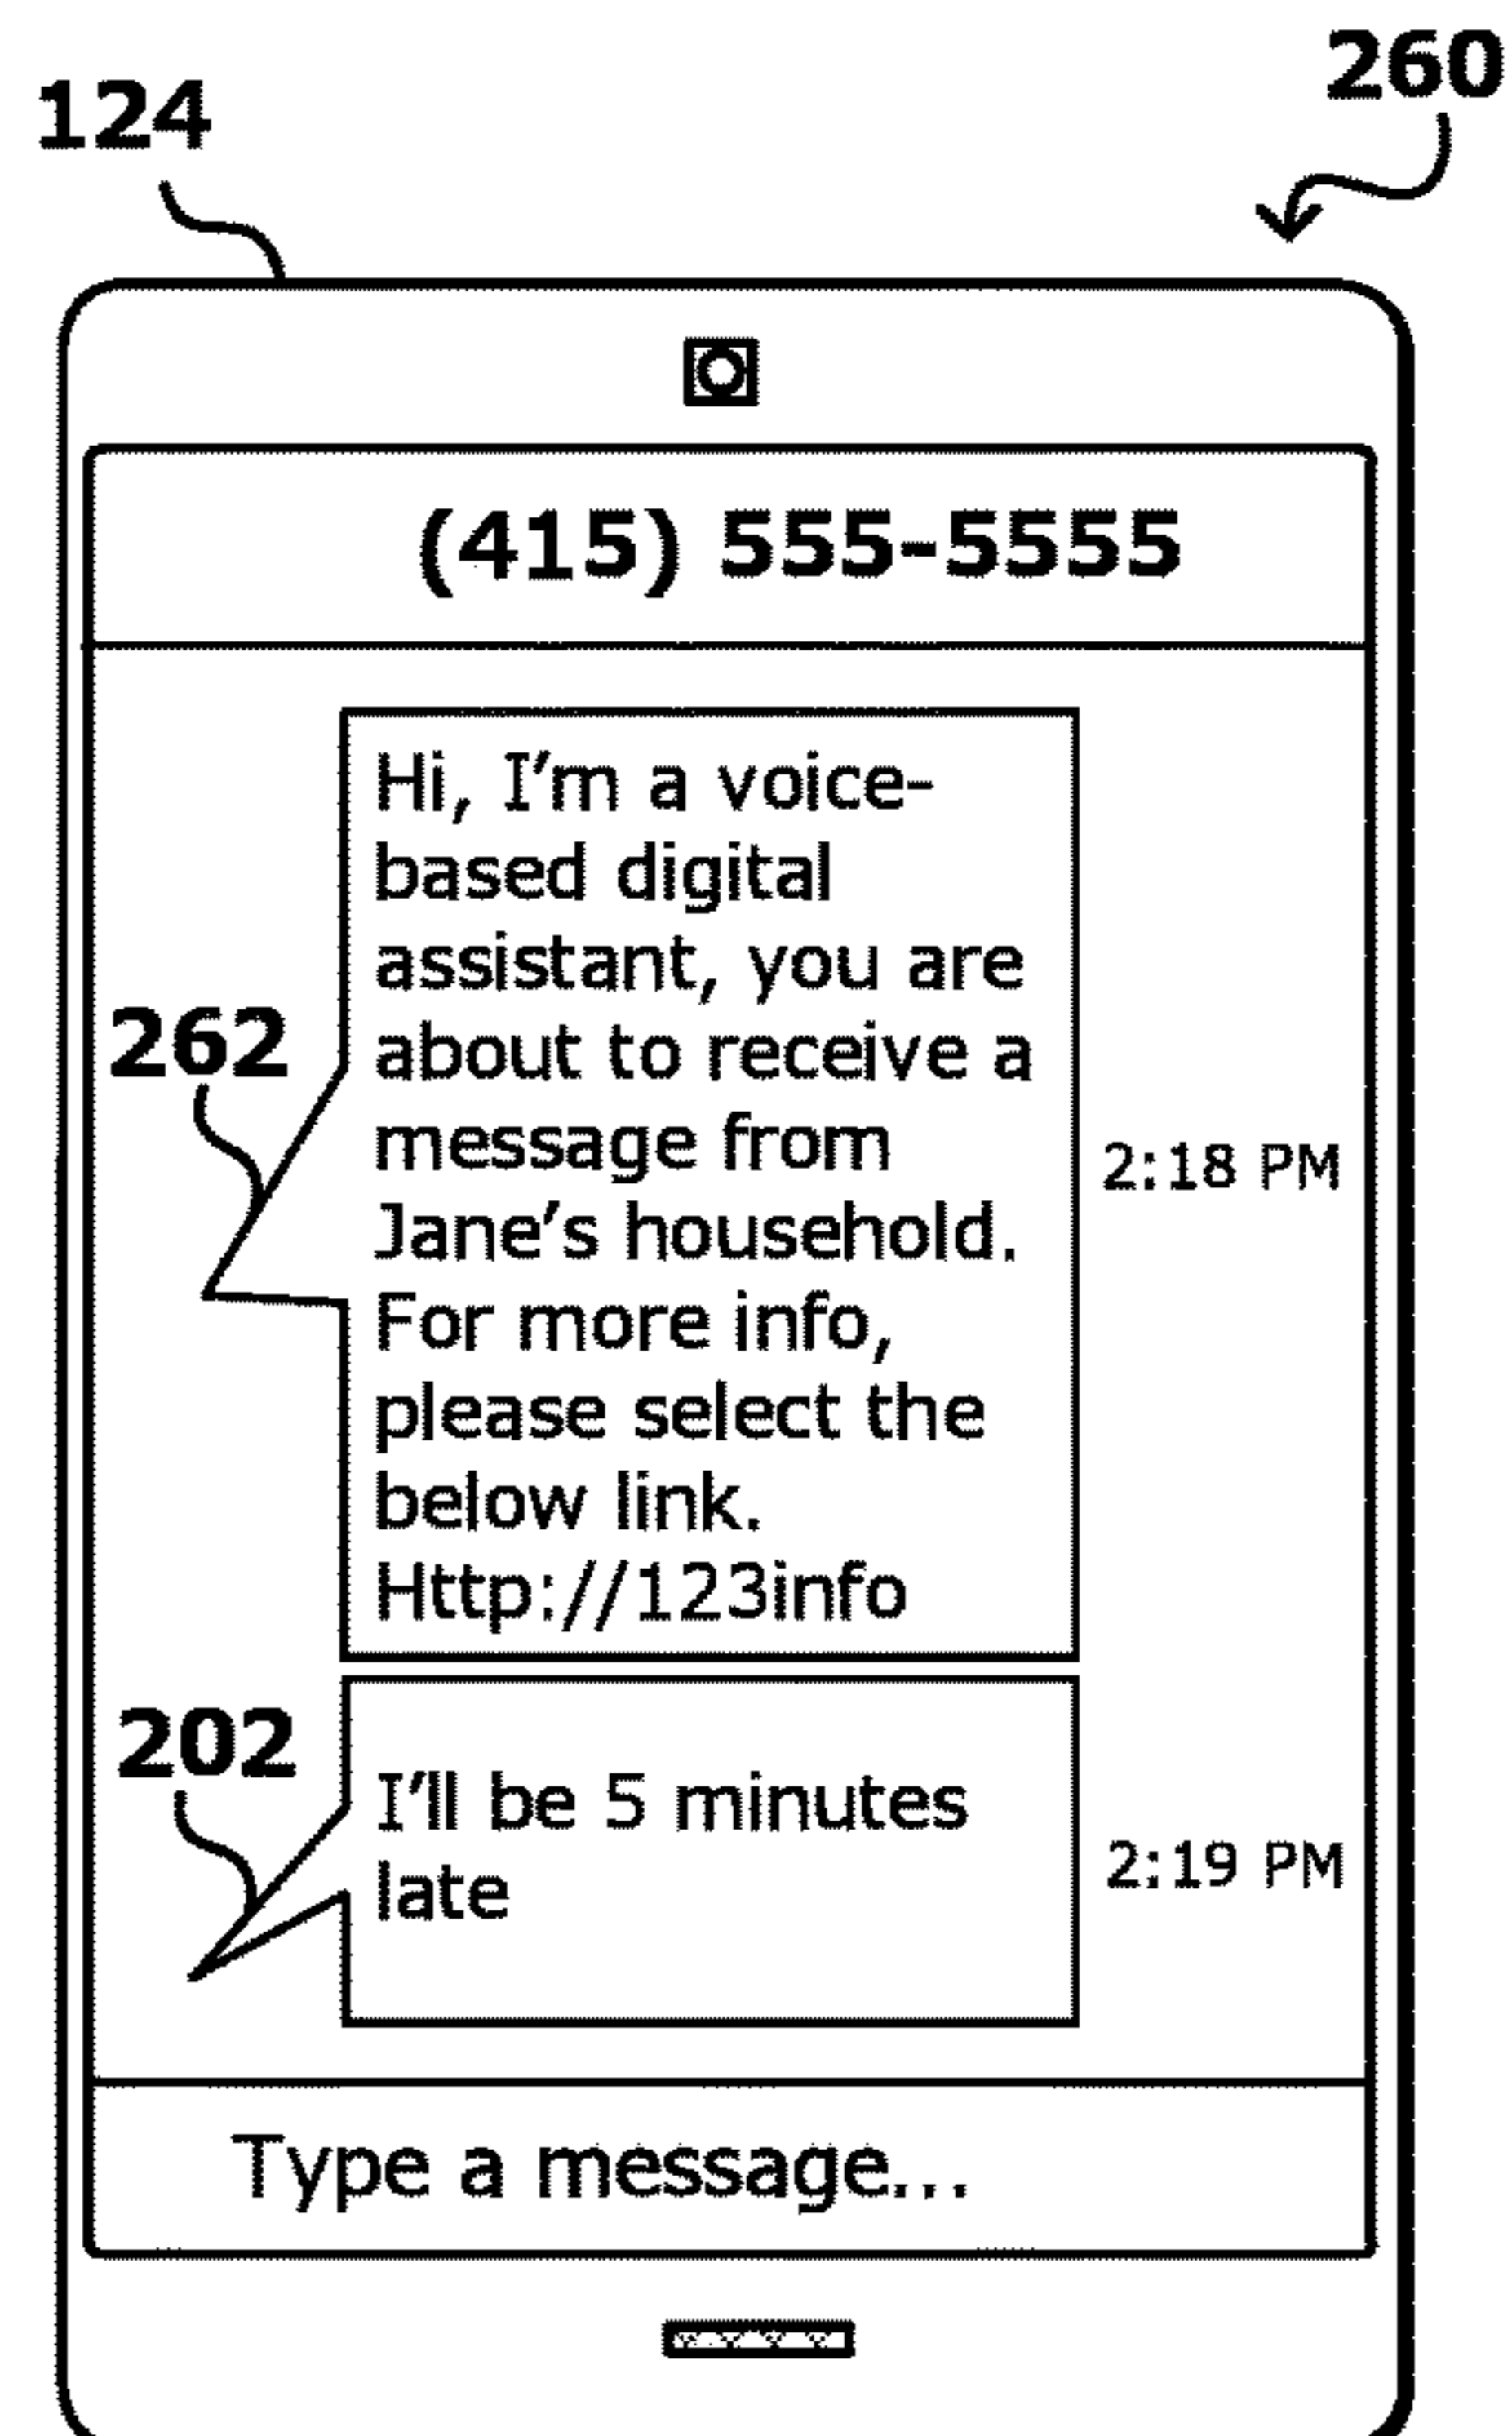 260
124
(415) 555-5555
Hi, I'm a voice-
based digital
assistant, you are
about to receive a
262
message from
2:18 PM
Jane's household.
For more info,
please select the
below link.
Http://123info
202
I'll be 5 minutes
late
2:19 PM
Type a message...